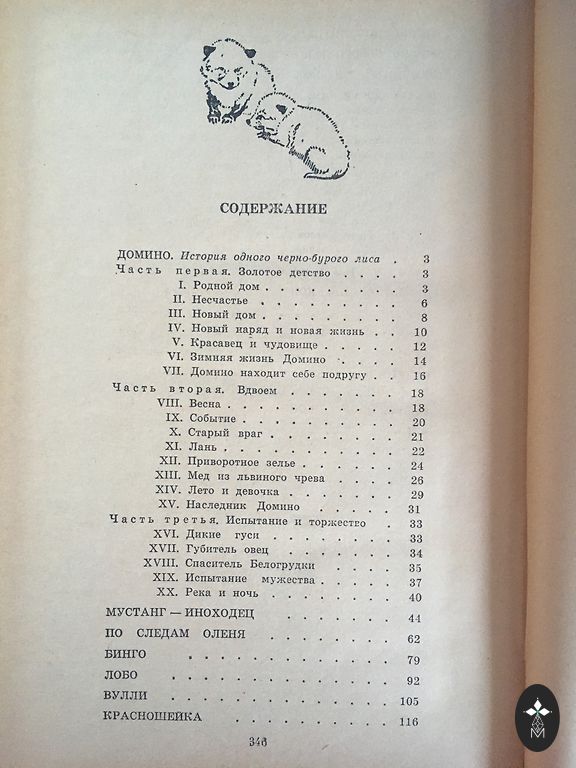 СОДЕРЖАНИЕ
ДОМИНО. История одного черно-бурого лиса . 3
Часть первая. Золотое детство . . . . 3
I. Родной дом . . . . . . . . . 3
II. Несчастье . . . . . . . . . 6
III. Новый дом . . . . . . . . . 8
IV. Новый наряд и новая жизнь . . . 10
V. Красавец и чудовище . . . . . . 12
VI. Зимняя жизнь Домино . . . . . 14
VII. Домино находит себе подругу . . . 16
Часть вторая. Вдвоем . . . . . . . 18
VIII. Весна . . . . . . . . . . . 18
IX. Событие . . . . . . . . . . 20
X. Старый враг . . . . . . . . . 21
XI. Лань . . . . . . . . . . . 22
XII. Приворотное зелье . . . . . . . 24
XIII. Мед из львиного чрева . . . . . 26
XIV. Лето и девочка . . . . . . . . 29
XV. Наследник Домино . . . . . . 31
Часть третья. Испытание и торжество . 33
XVI. Дикие гуси . . . . . . . . . 33
XVII. Губитель овец . . . . . . . . 34
XVIII. Спаситель Белогрудки . . . . . 35
XIX. Испытание мужества . . . . . . 37
XX. Река и ночь . . . . . . . . . 40
МУСТАНГ — ИНОХОДЕЦ . . . . . . . 44
ПО СЛЕДАМ ОЛЕНЯ . . . . . . . . 62
БИНГО . . . . . . . . . . . . 79
ЛОБО . . . . . . . . . . . . . 92
ВУЛЛИ . . . . . . . . . . . . . 105
КРАСНОШЕЙКА . . . . . . . . . . 116
346
М